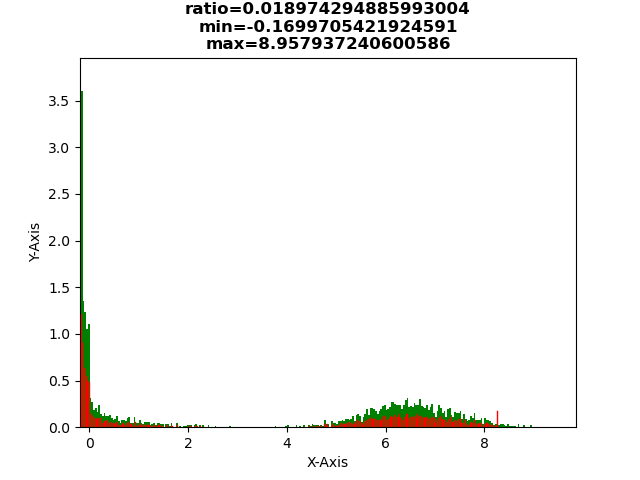 ratio=0.018974294885993004
min=-0.1699705421924591
max=8.957937240600586
3.5
3.0
2.5
2.0
1.5
1.0
0.5
0.0
Y-Axis
0 2 4 6 8
X-Axis